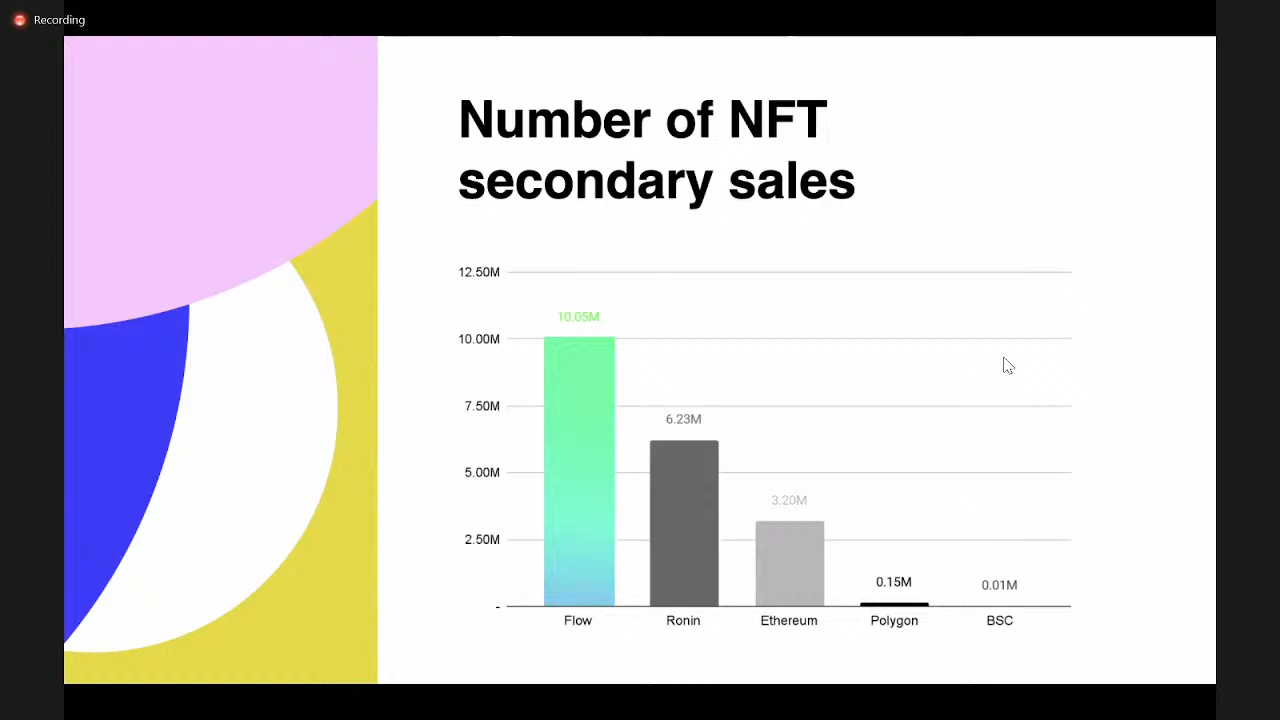 Recording
Number of NFT
secondary sales
12.50M
10.00M
7.50M
5.00M
2.50M
-
10.05M
6.23M
3.20M
0.15M
0.01M
Flow
Ronin
Ethereum
Polygon
BSC